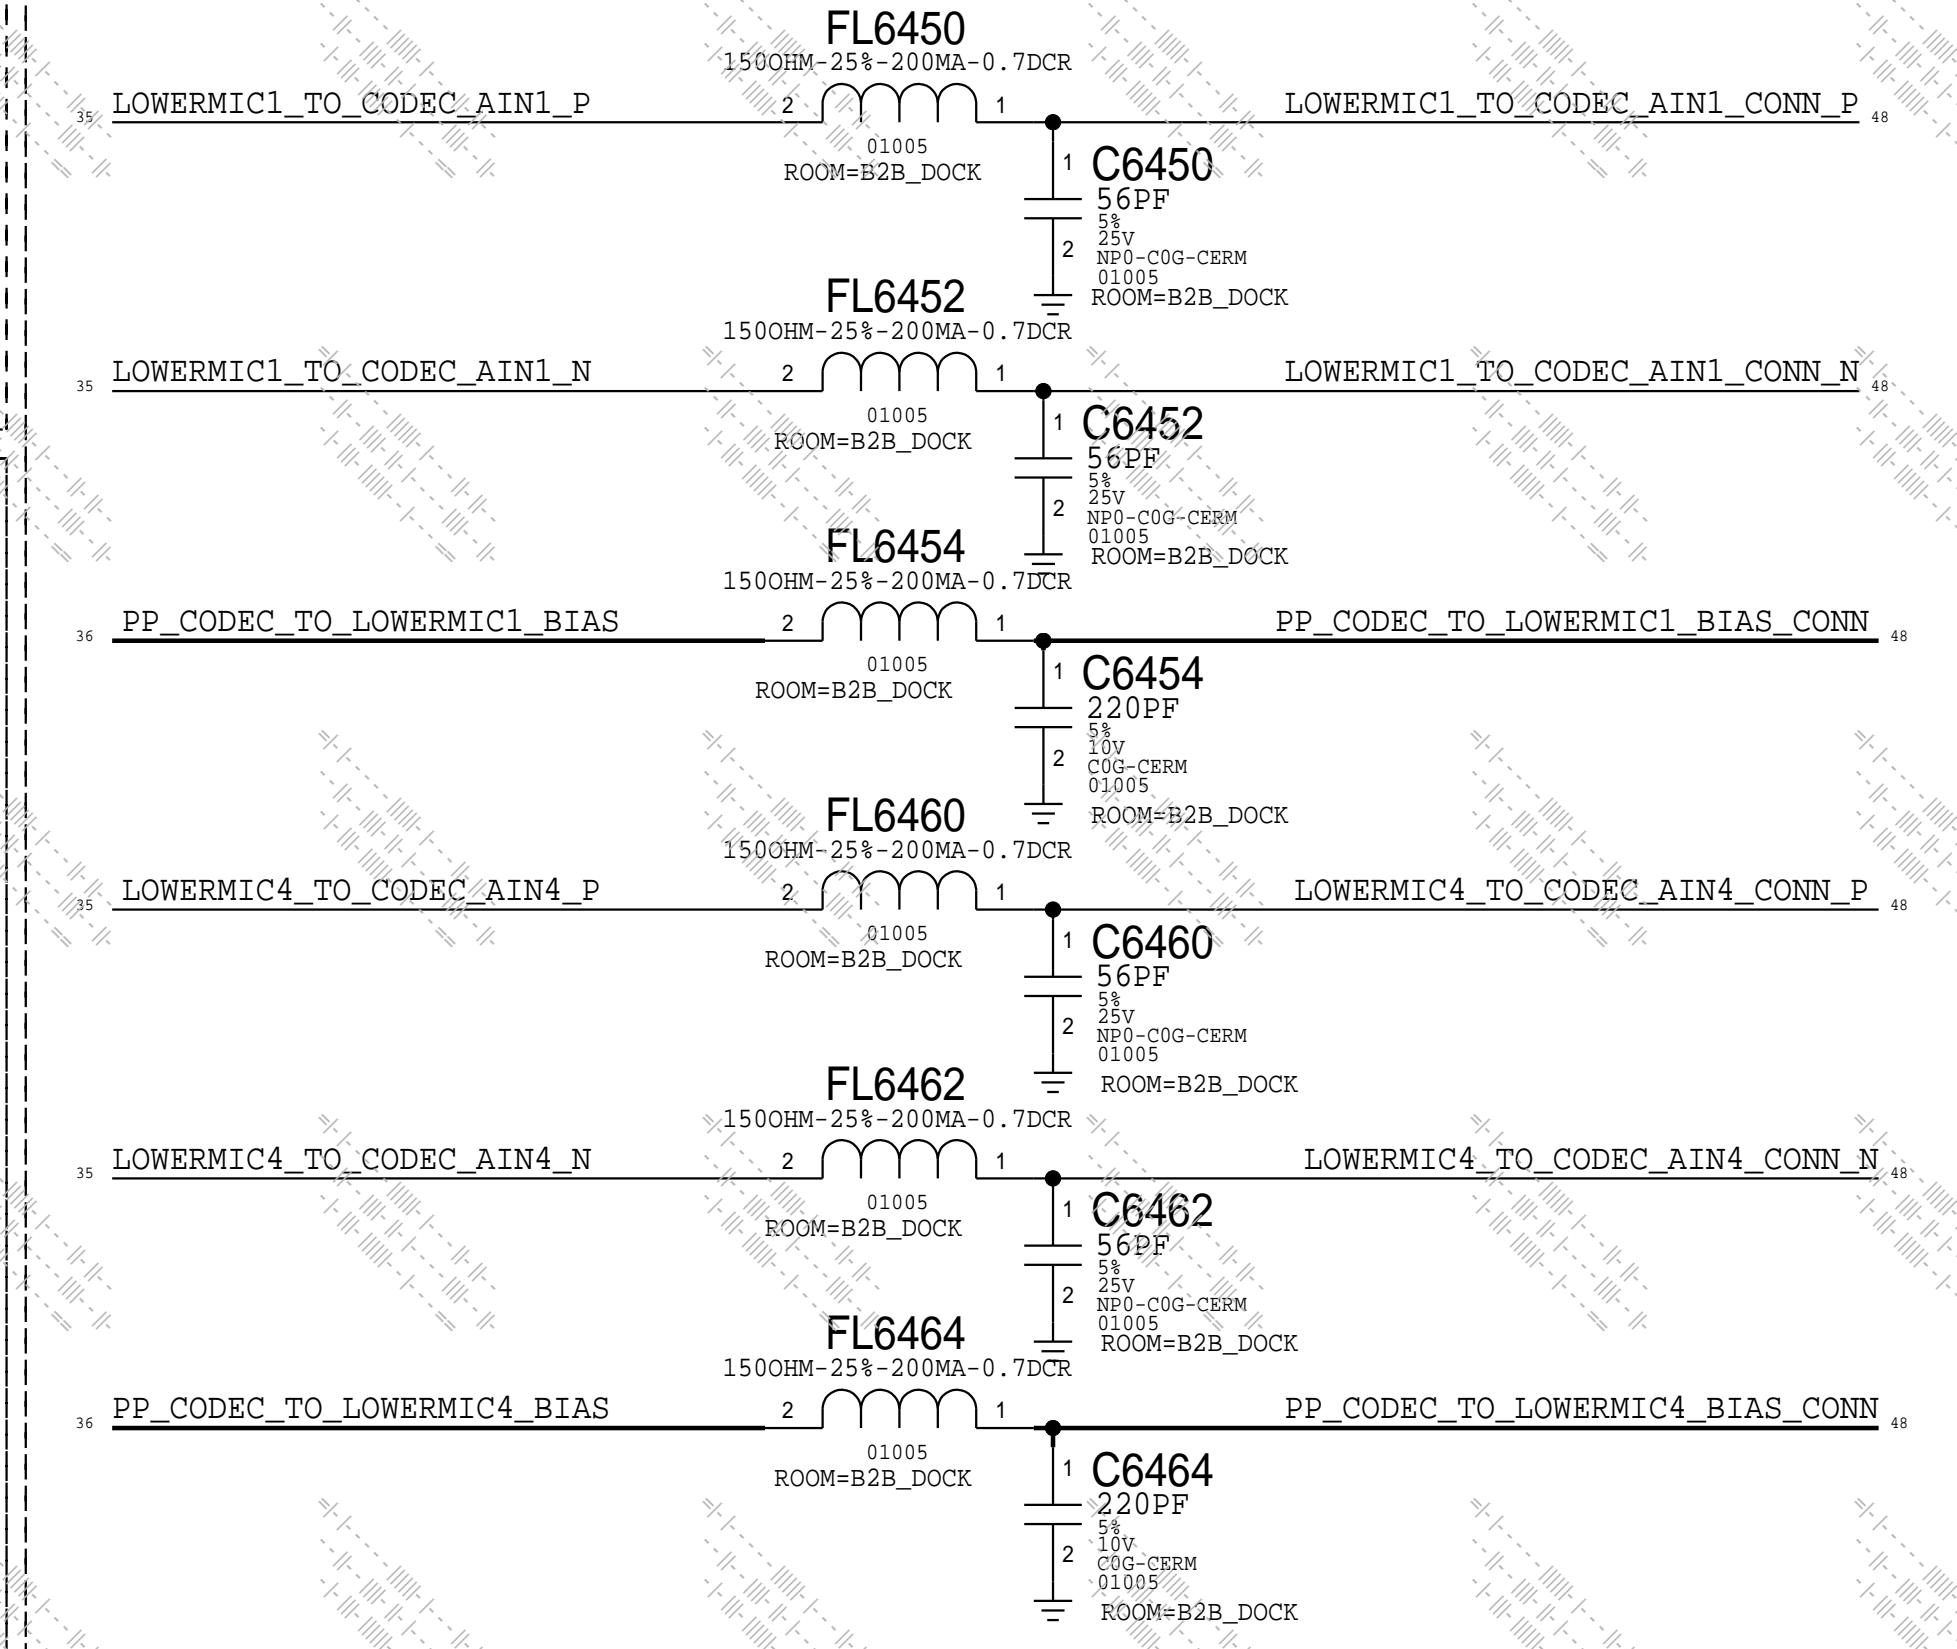 FL6450
150OHM-25%-200MA-0.7DCR
35 LOWERMIC1_TO_CODEC_AIN1_P 2 1 LOWERMIC1_TO_CODEC_AIN1_CONN_P 48
01005
ROOM=B2B_DOCK
1 C6450
56PF
5%
25V
2 NP0-C0G-CERM
01005
ROOM=B2B_DOCK
FL6452
150OHM-25%-200MA-0.7DCR
35 LOWERMIC1_TO_CODEC_AIN1_N 2 1 LOWERMIC1_TO_CODEC_AIN1_CONN_N 48
01005
ROOM=B2B_DOCK
1 C6452
56PF
5%
25V
2 NP0-C0G-CERM
01005
ROOM=B2B_DOCK
FL6454
150OHM-25%-200MA-0.7DCR
36 PP_CODEC_TO_LOWERMIC1_BIAS 2 1 PP_CODEC_TO_LOWERMIC1_BIAS_CONN 48
01005
ROOM=B2B_DOCK
1 C6454
220PF
5%
10V
2 C0G-CERM
01005
ROOM=B2B_DOCK
FL6460
150OHM-25%-200MA-0.7DCR
35 LOWERMIC4_TO_CODEC_AIN4_P 2 1 LOWERMIC4_TO_CODEC_AIN4_CONN_P 48
01005
ROOM=B2B_DOCK
1 C6460
56PF
5%
25V
2 NP0-C0G-CERM
01005
ROOM=B2B_DOCK
FL6462
150OHM-25%-200MA-0.7DCR
35 LOWERMIC4_TO_CODEC_AIN4_N 2 1 LOWERMIC4_TO_CODEC_AIN4_CONN_N 48
01005
ROOM=B2B_DOCK
1 C6462
56PF
5%
25V
2 NP0-C0G-CERM
01005
ROOM=B2B_DOCK
FL6464
150OHM-25%-200MA-0.7DCR
36 PP_CODEC_TO_LOWERMIC4_BIAS 2 1 PP_CODEC_TO_LOWERMIC4_BIAS_CONN 48
01005
ROOM=B2B_DOCK
1 C6464
220PF
5%
10V
2 C0G-CERM
01005
ROOM=B2B_DOCK